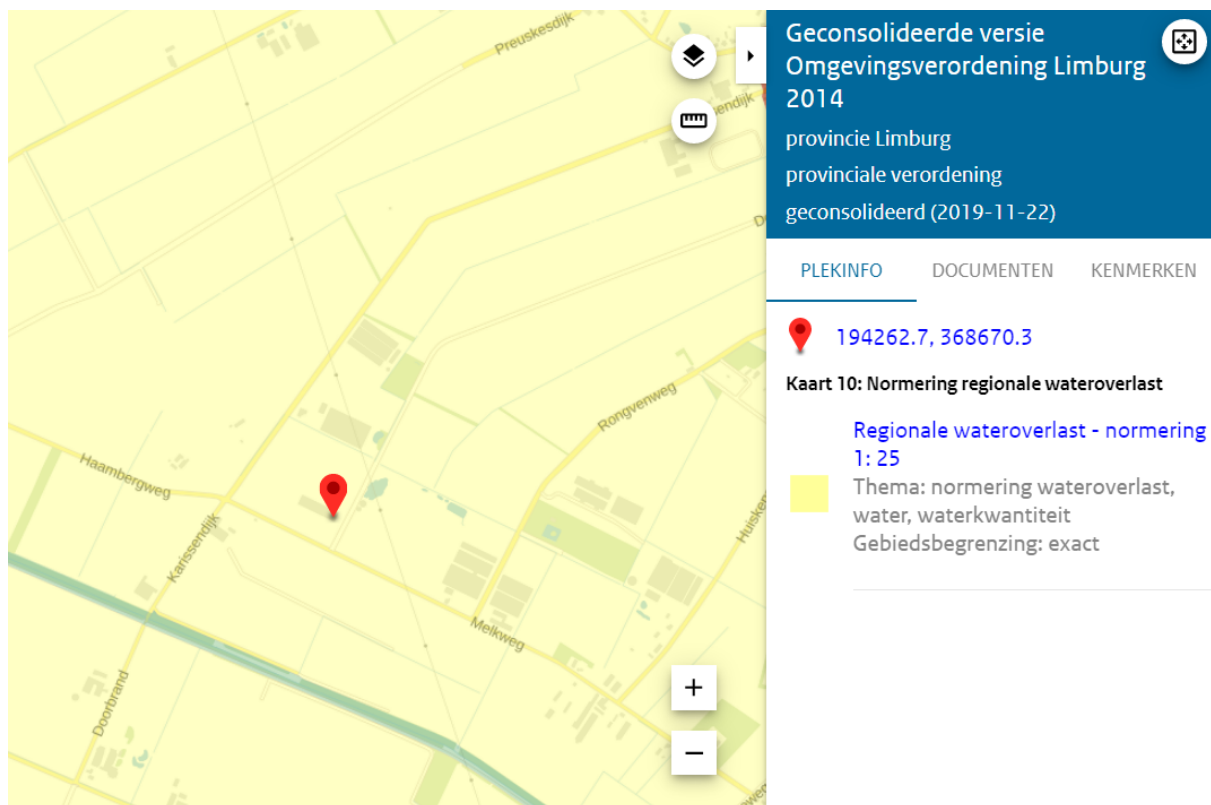 Preuskesdijk
endijk
Rongvenweg
Haambergweg
Karissendijk
Melkweg
Doorbrand
Geconsolideerde versie
Omgevingsverordening Limburg
2014
provincie Limburg
provinciale verordening
geconsolideerd (2019-11-22)
PLEKINFO DOCUMENTEN KENMERKEN
194262.7, 368670.3
Kaart 10: Normering regionale wateroverlast
Regionale wateroverlast - normering
1: 25
Thema: normering wateroverlast,
water, waterkwantiteit
Gebiedsbegrenzing: exact